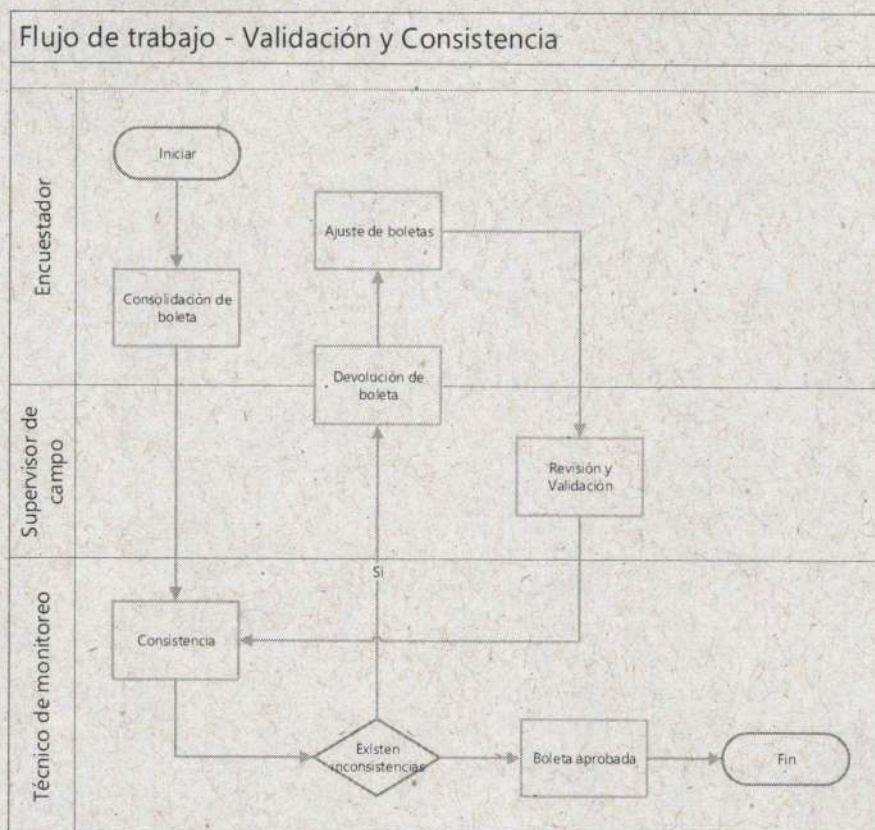 Flujo de trabajo - Validación y Consistencia
Encuestador
Iniciar
Consolidación de
boleta
Ajuste de boletas
Devolución de
boleta
Supervisor de
campo
Revisión y
Validación
Si
Técnico de monitoreo
Consistencia
Existen
inconsistencias
Boleta aprobada
Fin